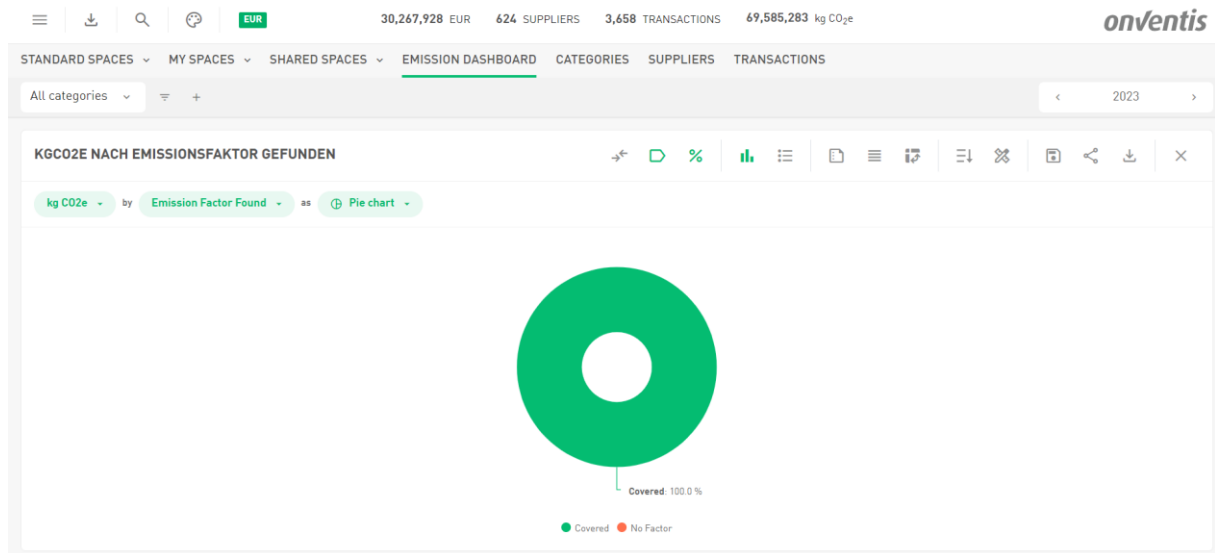 EUR 30,267,928 EUR 624 SUPPLIERS 3,658 TRANSACTIONS 69,585,283 kg CO₂e onventis
STANDARD SPACES MY SPACES SHARED SPACES EMISSION DASHBOARD CATEGORIES SUPPLIERS TRANSACTIONS
All categories 2023
KGCO2E NACH EMISSIONSFAKTOR GEFUNDEN
kg CO2e by Emission Factor Found as Pie chart
Covered: 100.0 %
Covered No Factor